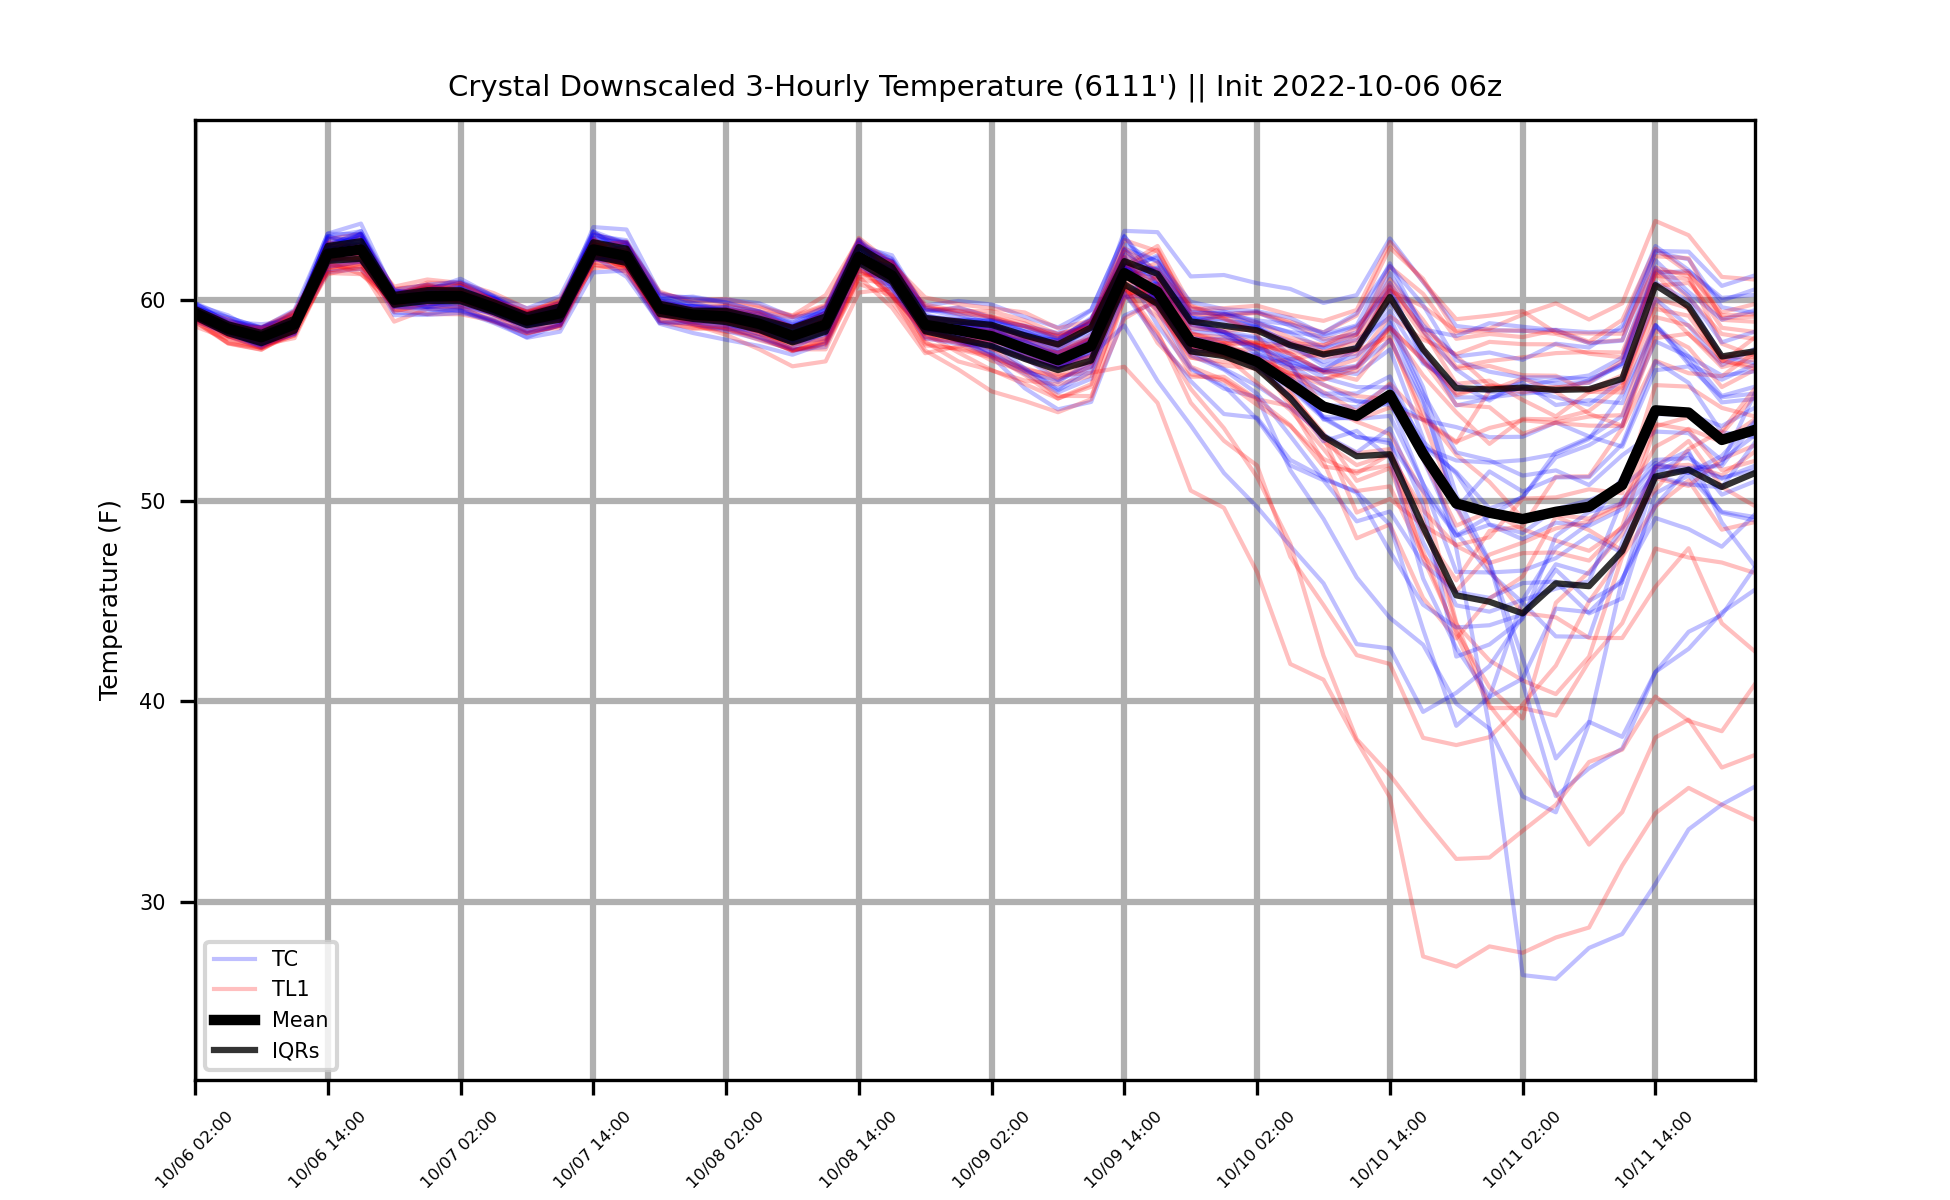 Crystal Downscaled 3-Hourly Temperature (6111') || Init 2022-10-06 06z
Temperature (F)
60
50
40
30
TC
TL1
Mean
IQRs
10/06 02:00
10/06 14:00
10/07 02:00
10/07 14:00
10/08 02:00
10/08 14:00
10/09 02:00
10/09 14:00
10/10 02:00
10/10 14:00
10/11 02:00
10/11 14:00